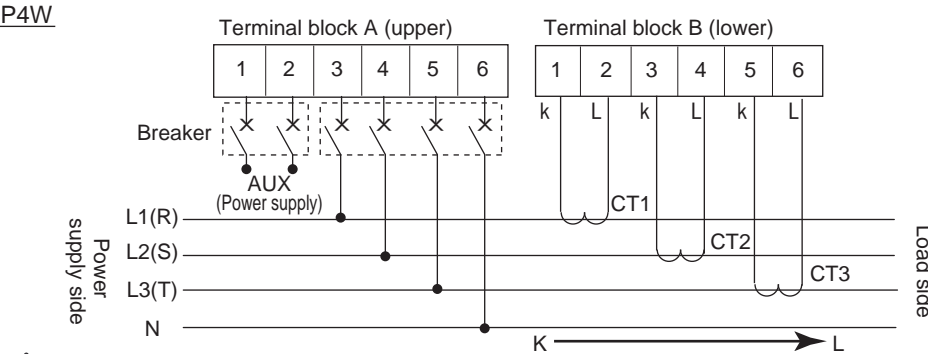 P4W
Terminal block A (upper)
Terminal block B (lower)
1 2 3 4 5 6
1 2 3 4 5 6
k L k L k L
Breaker
AUX
(Power supply)
CT1
L1(R)
CT2
L2(S)
CT3
L3(T)
N
K L
Power
supply side
Load side